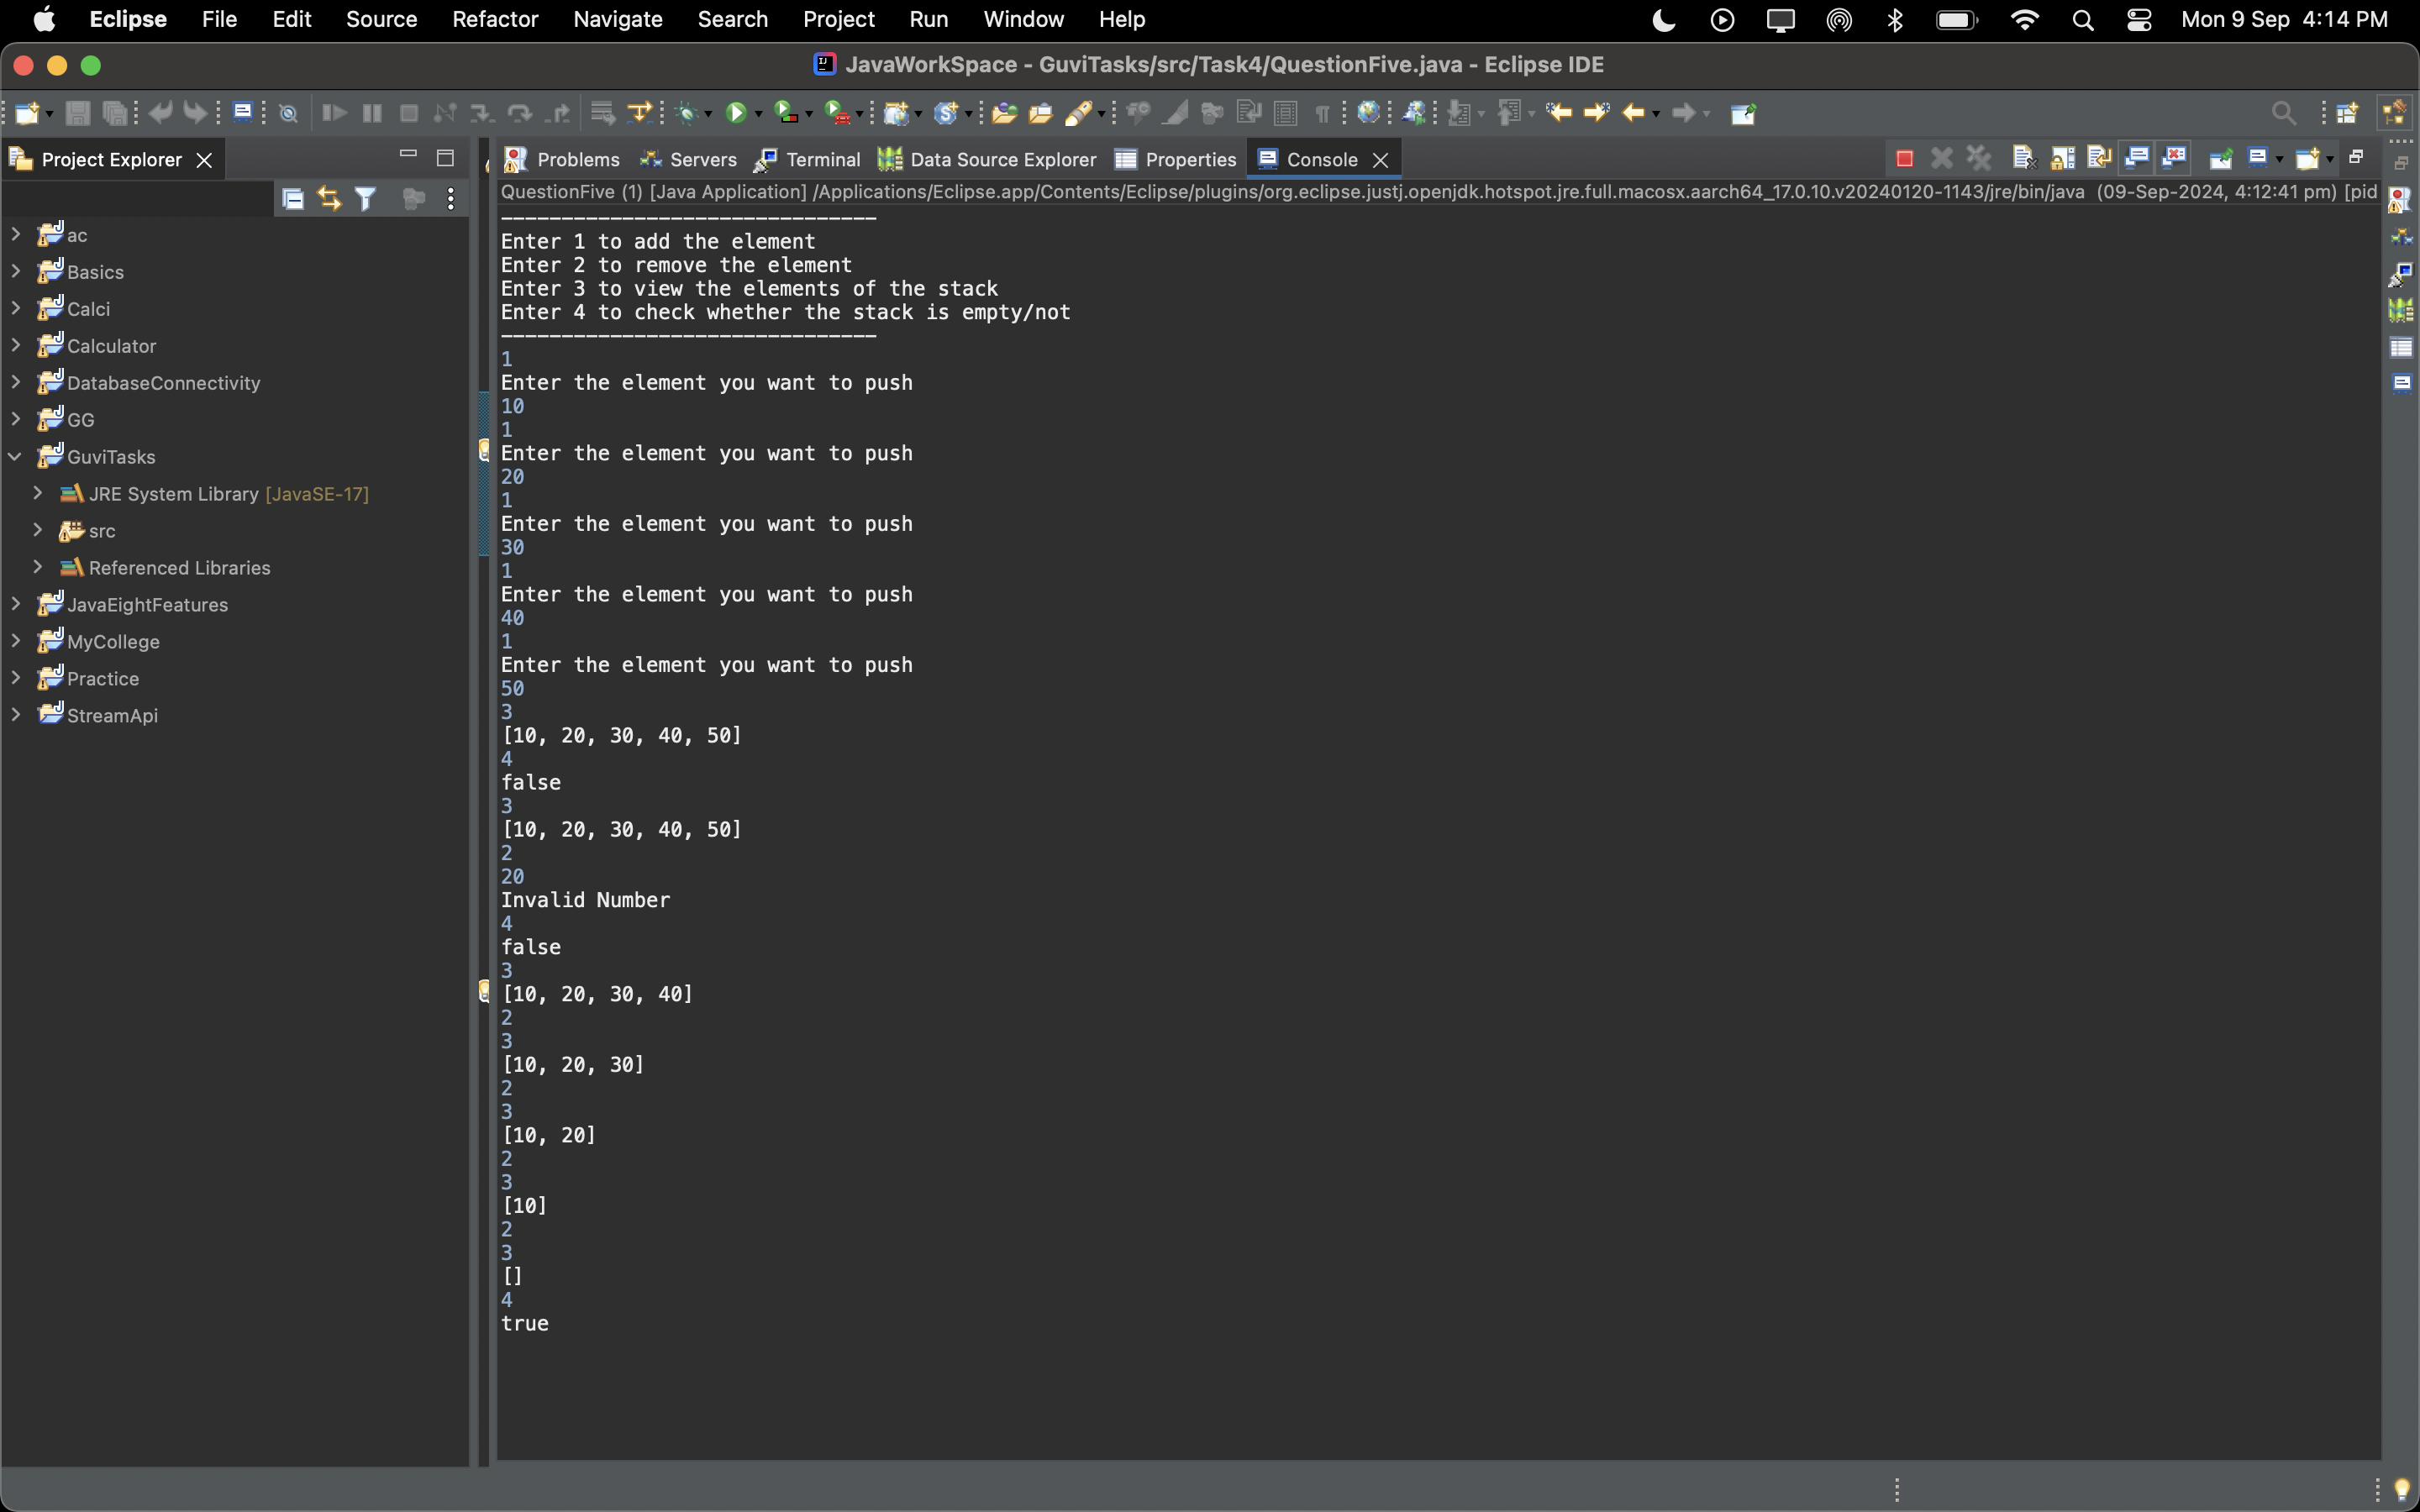 Eclipse File Edit Source Refactor Navigate Search Project Run Window Help Mon 9 Sep 4:14 PM
JavaWorkSpace - GuviTasks/src/Task4/QuestionFive.java - Eclipse IDE
Project Explorer
Problems Servers Terminal Data Source Explorer Properties Console
QuestionFive (1) [Java Application] /Applications/Eclipse.app/Contents/Eclipse/plugins/org.eclipse.justj.openjdk.hotspot.jre.full.macosx.aarch64_17.0.10.v20240120-1143/jre/bin/java (09-Sep-2024, 4:12:41 pm) [pid
ac
Basics
Calci
Calculator
DatabaseConnectivity
GG
GuviTasks
JRE System Library [JavaSE-17]
src
Referenced Libraries
JavaEightFeatures
MyCollege
Practice
StreamApi
-------------------------------
Enter 1 to add the element
Enter 2 to remove the element
Enter 3 to view the elements of the stack
Enter 4 to check whether the stack is empty/not
-------------------------------
1
Enter the element you want to push
10
1
Enter the element you want to push
20
1
Enter the element you want to push
30
1
Enter the element you want to push
40
1
Enter the element you want to push
50
3
[10, 20, 30, 40, 50]
4
false
3
[10, 20, 30, 40, 50]
2
20
Invalid Number
4
false
3
[10, 20, 30, 40]
2
3
[10, 20, 30]
2
3
[10, 20]
2
3
[10]
2
3
[]
4
true